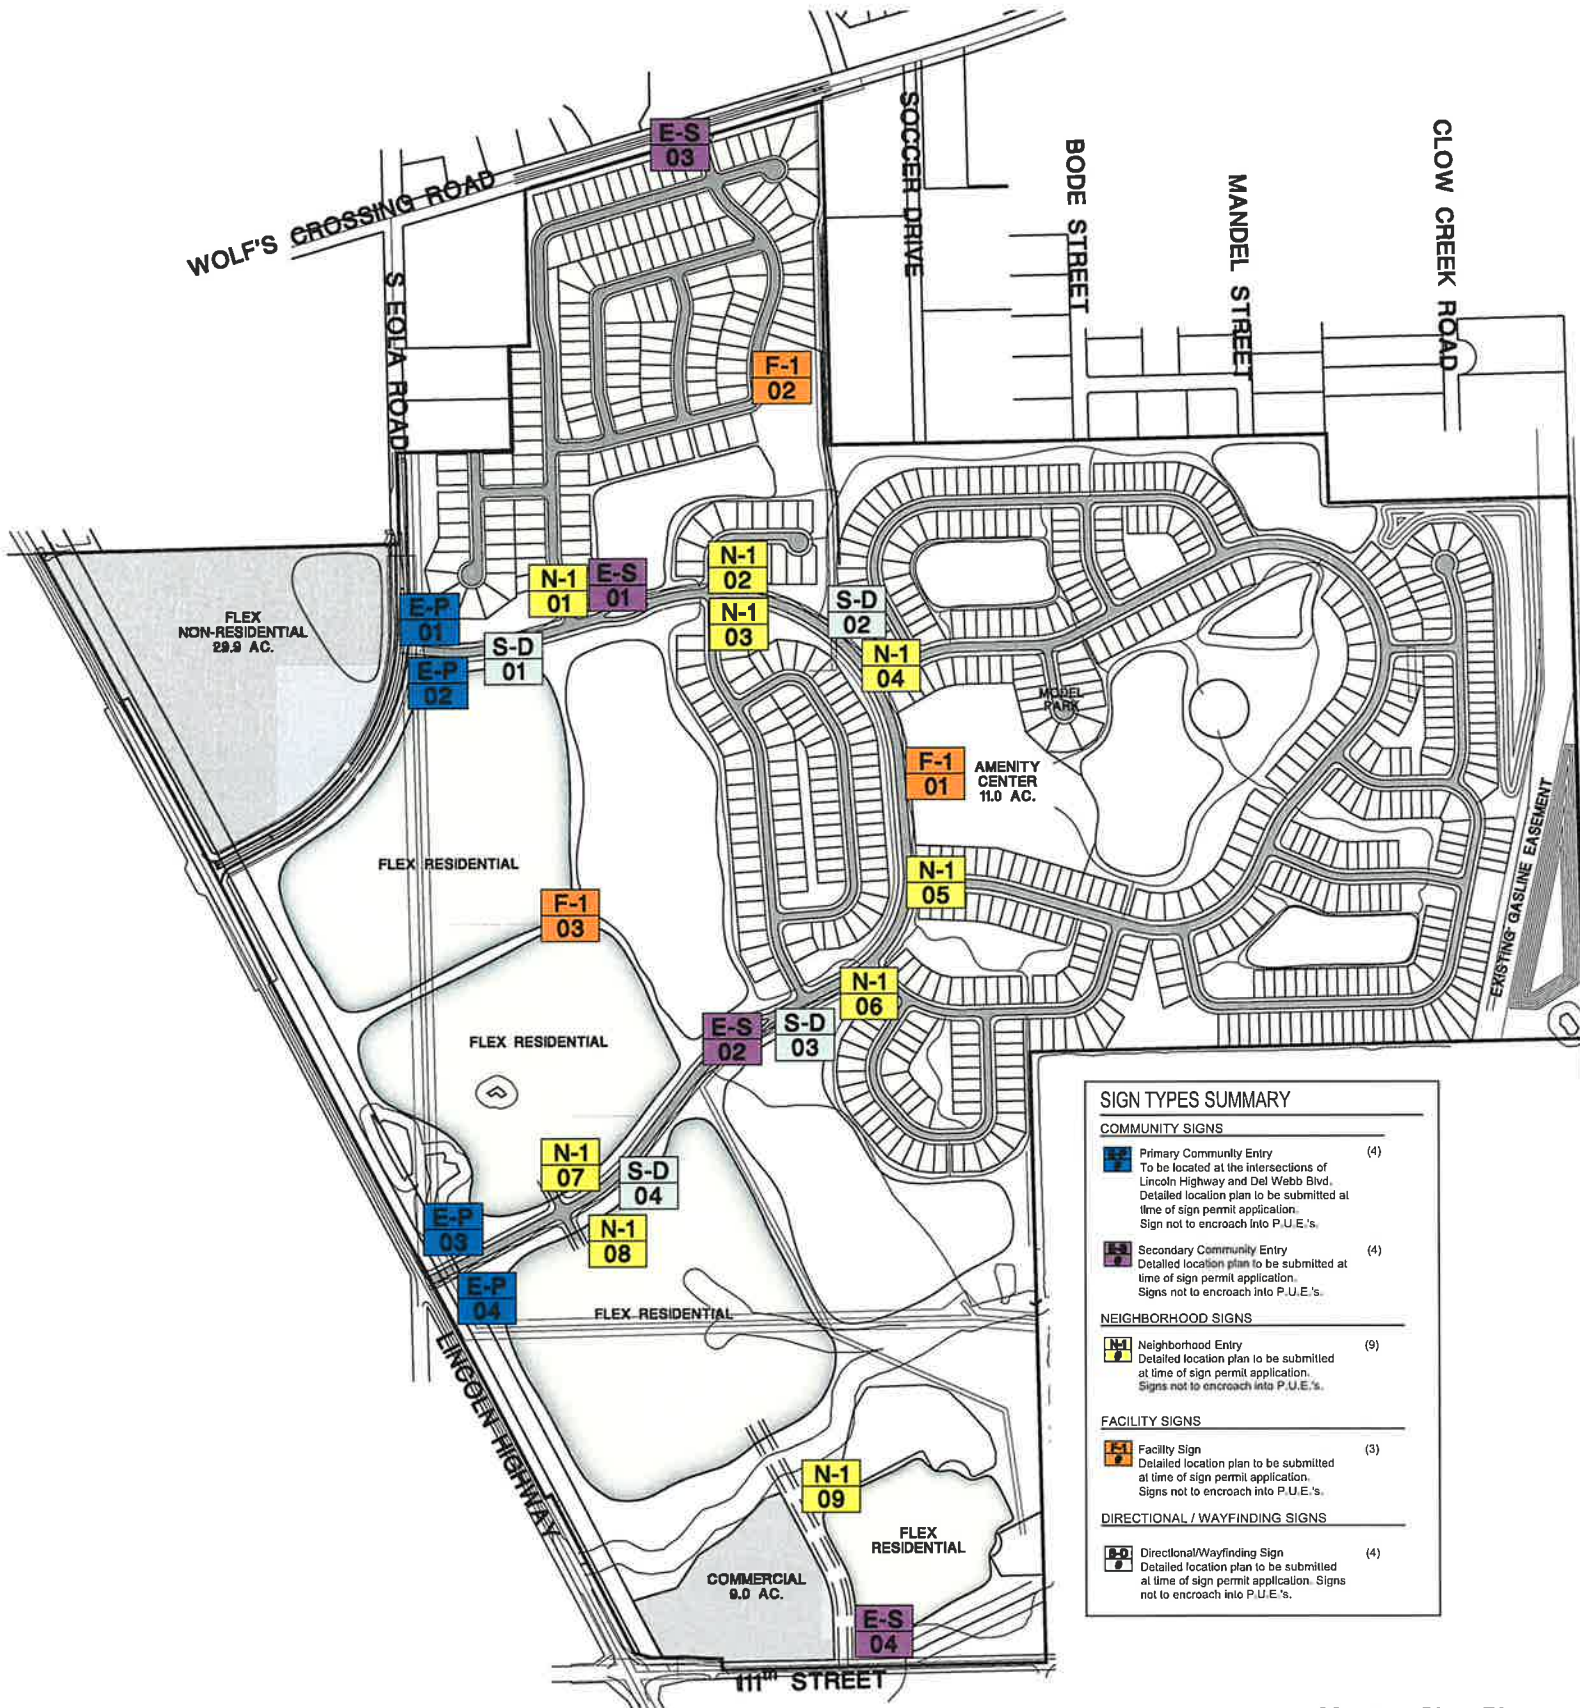 E-S
03
WOLF'S CROSSING ROAD
SOCCER DRIVE
BODE STREET
MANDEL STREET
CLOW CREEK ROAD
S EOLA ROAD
F-1
02
FLEX
NON-RESIDENTIAL
29.9 AC.
E-P
01
E-P
02
N-1
01
E-S
01
S-D
01
N-1
02
N-1
03
S-D
02
N-1
04
MODEL
PARK
F-1
01
AMENITY
CENTER
11.0 AC.
EXISTING GASLINE EASEMENT
FLEX RESIDENTIAL
N-1
05
F-1
03
N-1
06
FLEX RESIDENTIAL
E-S
02
S-D
03
N-1
07
S-D
04
E-P
03
N-1
08
E-P
04
FLEX RESIDENTIAL
LINCOLN HIGHWAY
N-1
09
FLEX
RESIDENTIAL
COMMERCIAL
9.0 AC.
E-S
04
111th STREET
SIGN TYPES SUMMARY
COMMUNITY SIGNS
E-P
#
Primary Community Entry (4)
To be located at the intersections of
Lincoln Highway and Del Webb Blvd.
Detailed location plan to be submitted at
time of sign permit application.
Sign not to encroach into P.U.E.'s.
E-S
#
Secondary Community Entry (4)
Detailed location plan to be submitted at
time of sign permit application.
Signs not to encroach into P.U.E.'s.
NEIGHBORHOOD SIGNS
N-1
#
Neighborhood Entry (9)
Detailed location plan to be submitted
at time of sign permit application.
Signs not to encroach into P.U.E.'s.
FACILITY SIGNS
F-1
#
Facility Sign (3)
Detailed location plan to be submitted
at time of sign permit application.
Signs not to encroach into P.U.E.'s.
DIRECTIONAL / WAYFINDING SIGNS
S-D
#
Directional/Wayfinding Sign (4)
Detailed location plan to be submitted
at time of sign permit application. Signs
not to encroach into P.U.E.'s.